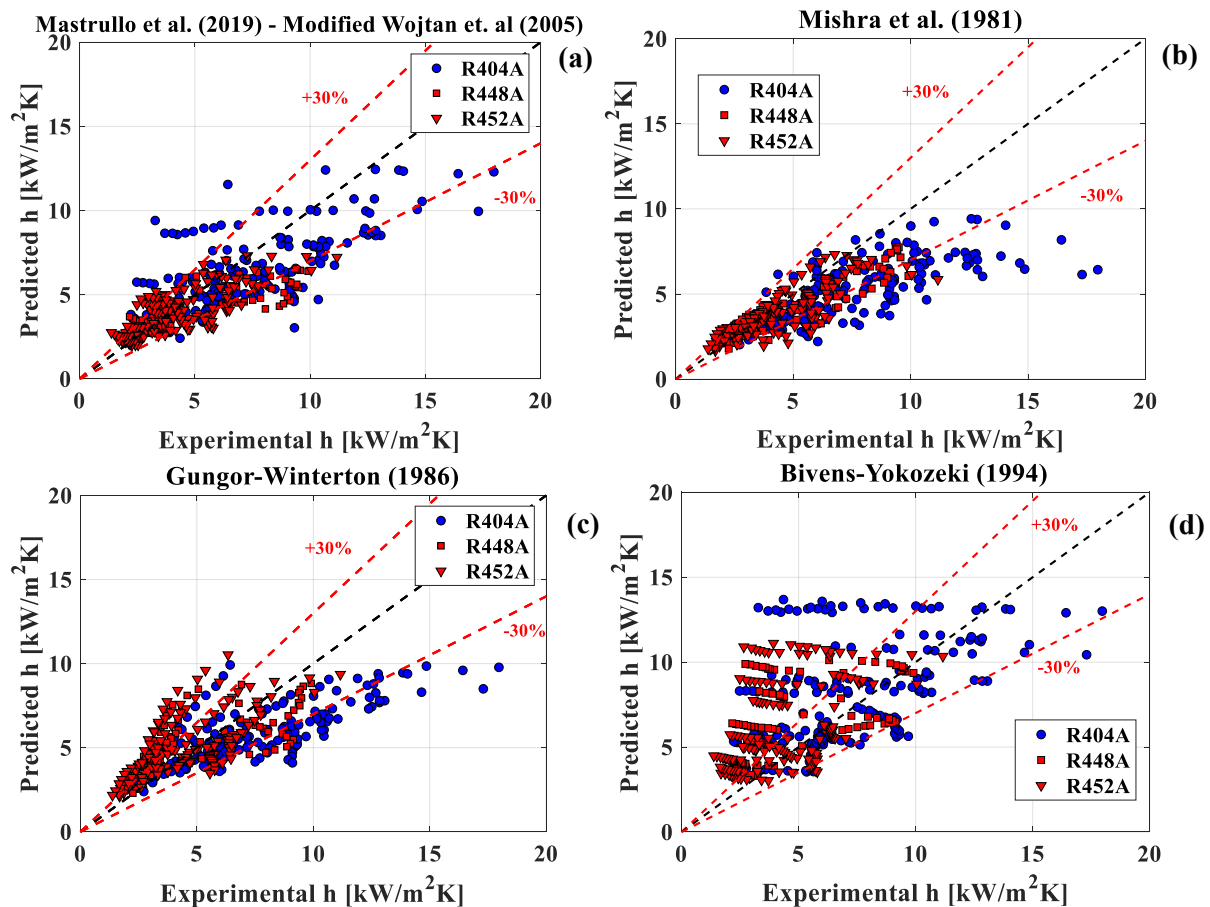 Mastrullo et al. (2019) - Modified Wojtan et. al (2005)
(a)
R404A
R448A
R452A
+30%
-30%
20
15
10
5
0
0
5
10
15
20
Predicted h [kW/m²K]
Experimental h [kW/m²K]
Mishra et al. (1981)
(b)
R404A
R448A
R452A
+30%
-30%
20
15
10
5
0
0
5
10
15
20
Predicted h [kW/m²K]
Experimental h [kW/m²K]
Gungor-Winterton (1986)
(c)
R404A
R448A
R452A
+30%
-30%
20
15
10
5
0
0
5
10
15
20
Predicted h [kW/m²K]
Experimental h [kW/m²K]
Bivens-Yokozeki (1994)
(d)
+30%
-30%
R404A
R448A
R452A
20
15
10
5
0
0
5
10
15
20
Predicted h [kW/m²K]
Experimental h [kW/m²K]